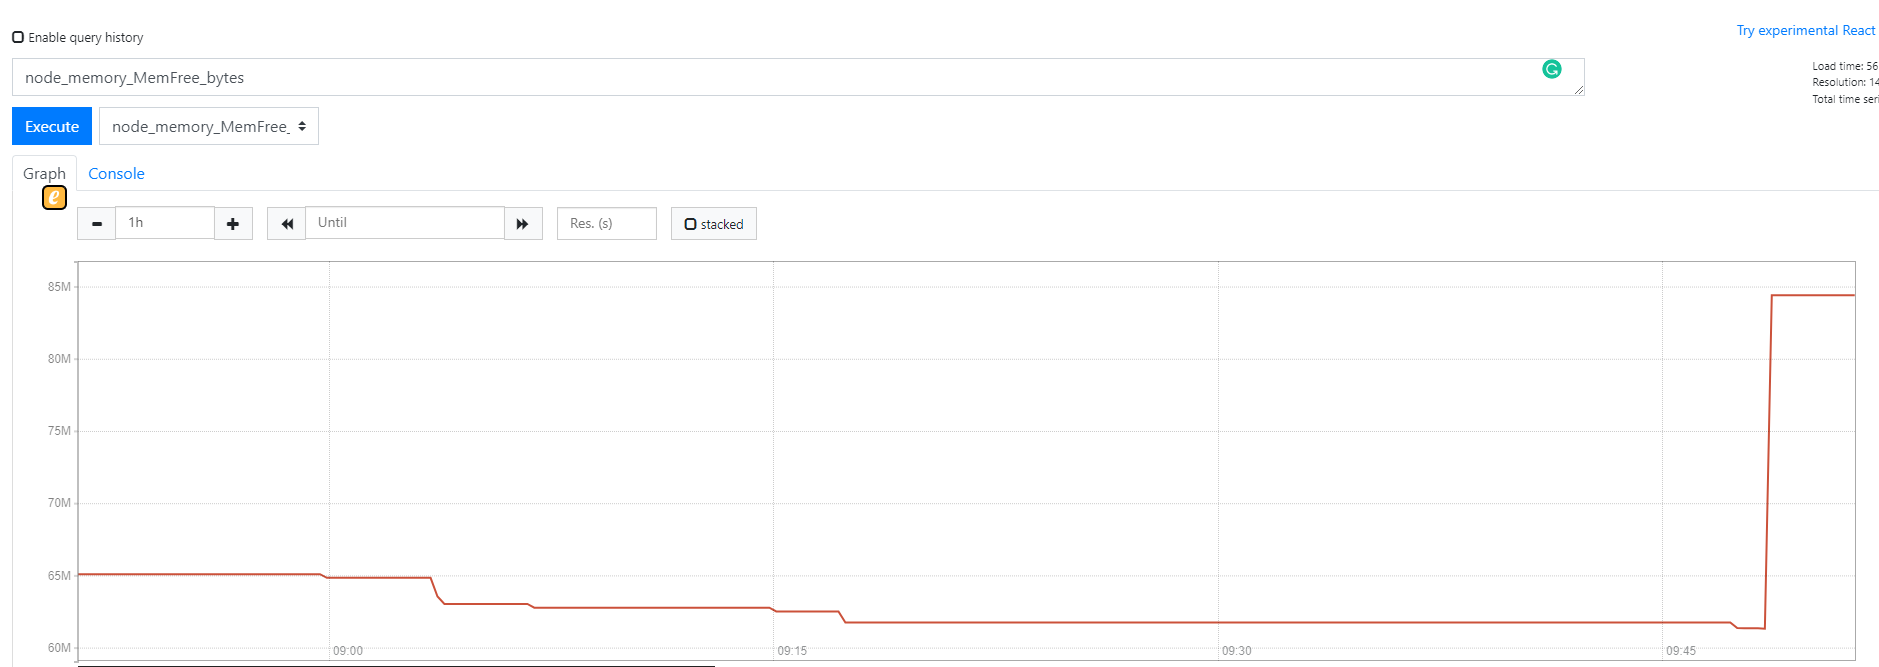 Enable query history
Try experimental React
node_memory_MemFree_bytes
Load time: 56
Resolution: 14
Total time seri
Execute
node_memory_MemFree_
Graph
Console
e
1h
Until
Res. (s)
stacked
85M
80M
75M
70M
65M
60M
09:00
09:15
09:30
09:45